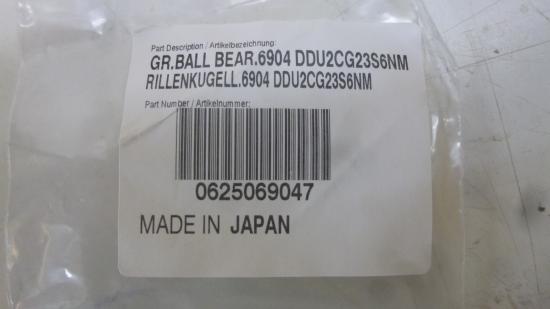 Part Description / Artikelbezeichnung:
GR.BALL BEAR.6904 DDU2CG23S6NM
RILLENKUGELL.6904 DDU2CG23S6NM
Part Number / Artikelnummer:
0625069047
MADE IN JAPAN